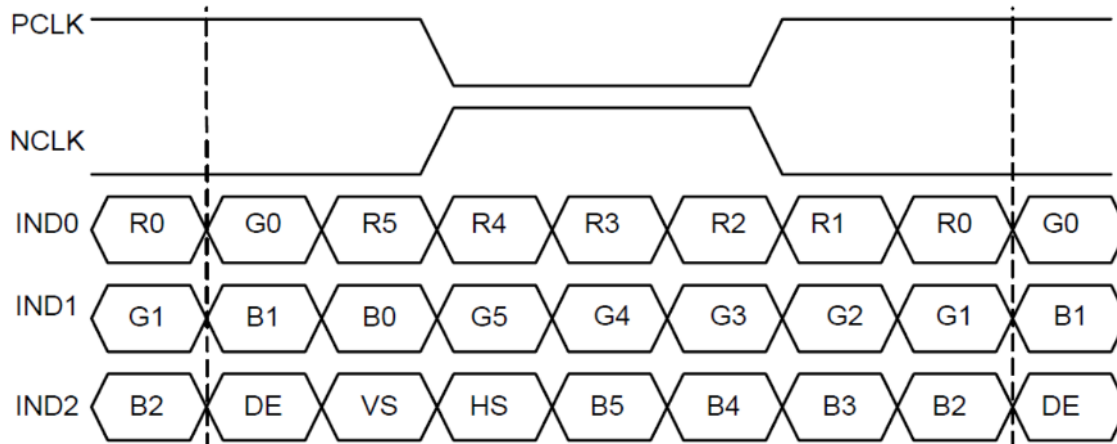 PCLK
NCLK
IND0 R0 G0 R5 R4 R3 R2 R1 R0 G0
IND1 G1 B1 B0 G5 G4 G3 G2 G1 B1
IND2 B2 DE VS HS B5 B4 B3 B2 DE